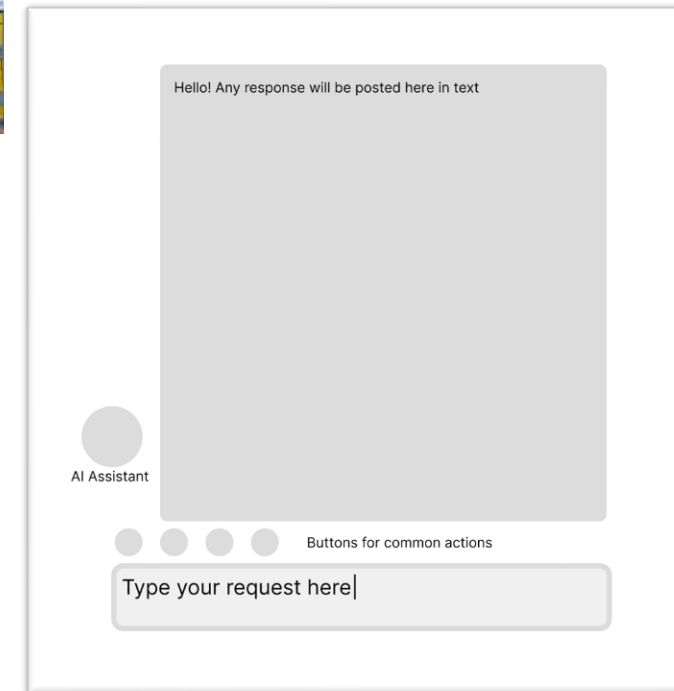 Hello! Any response will be posted here in text
AI Assistant
Buttons for common actions
Type your request here